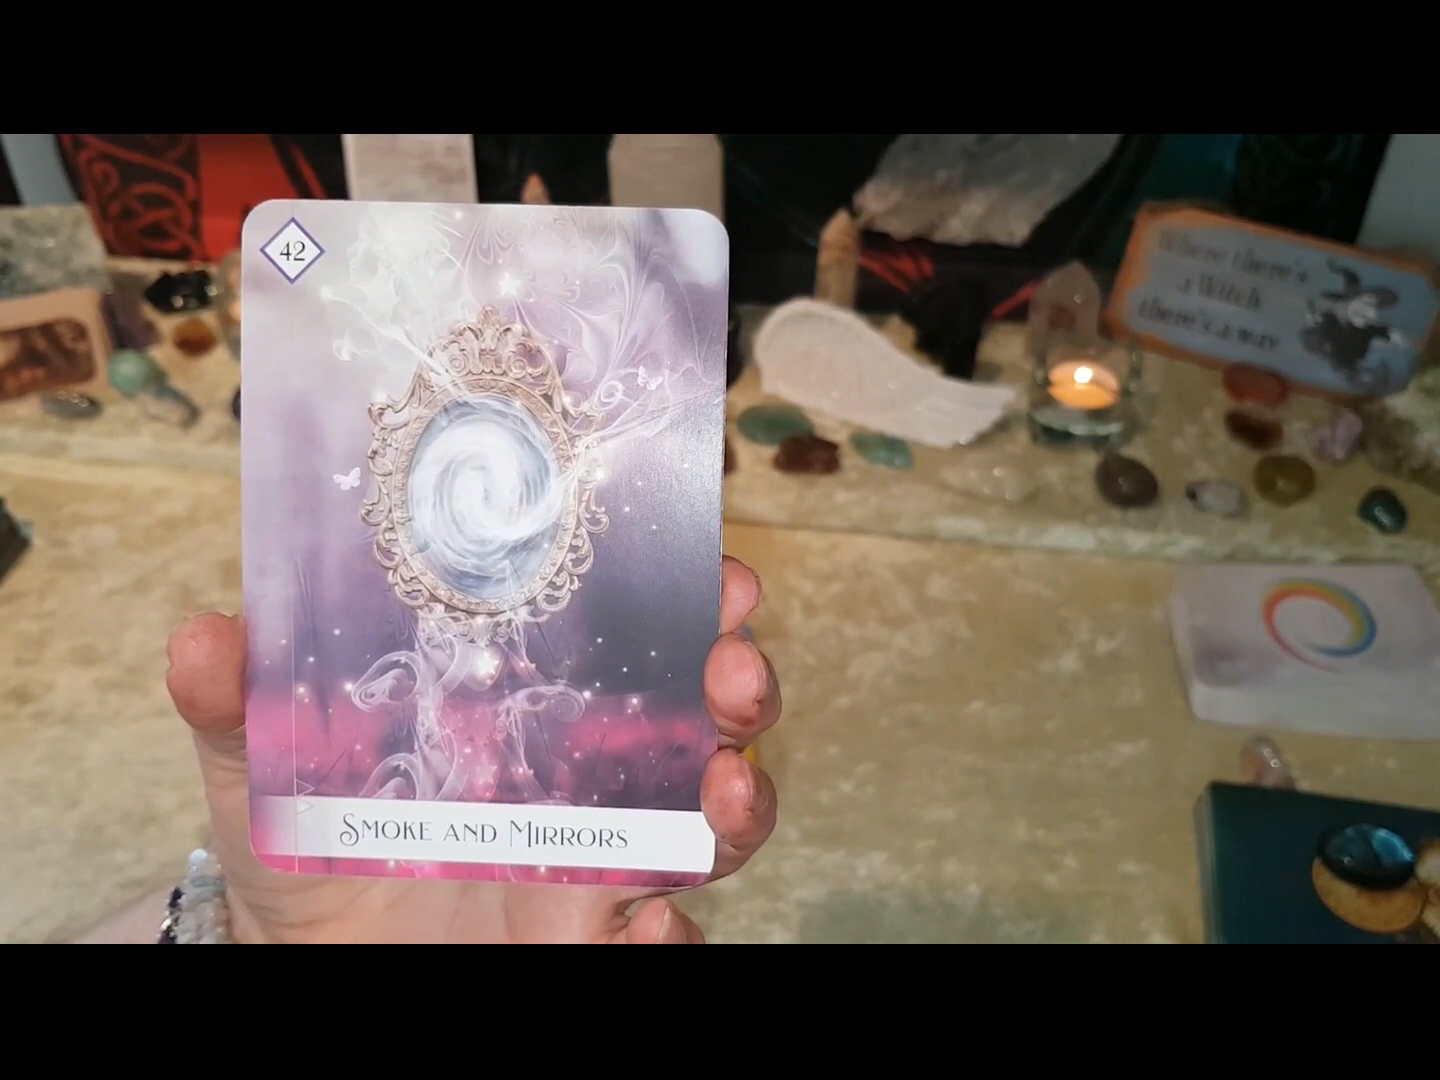 42
SMOKE AND MIRRORS
Where there's
a Witch
there's a way